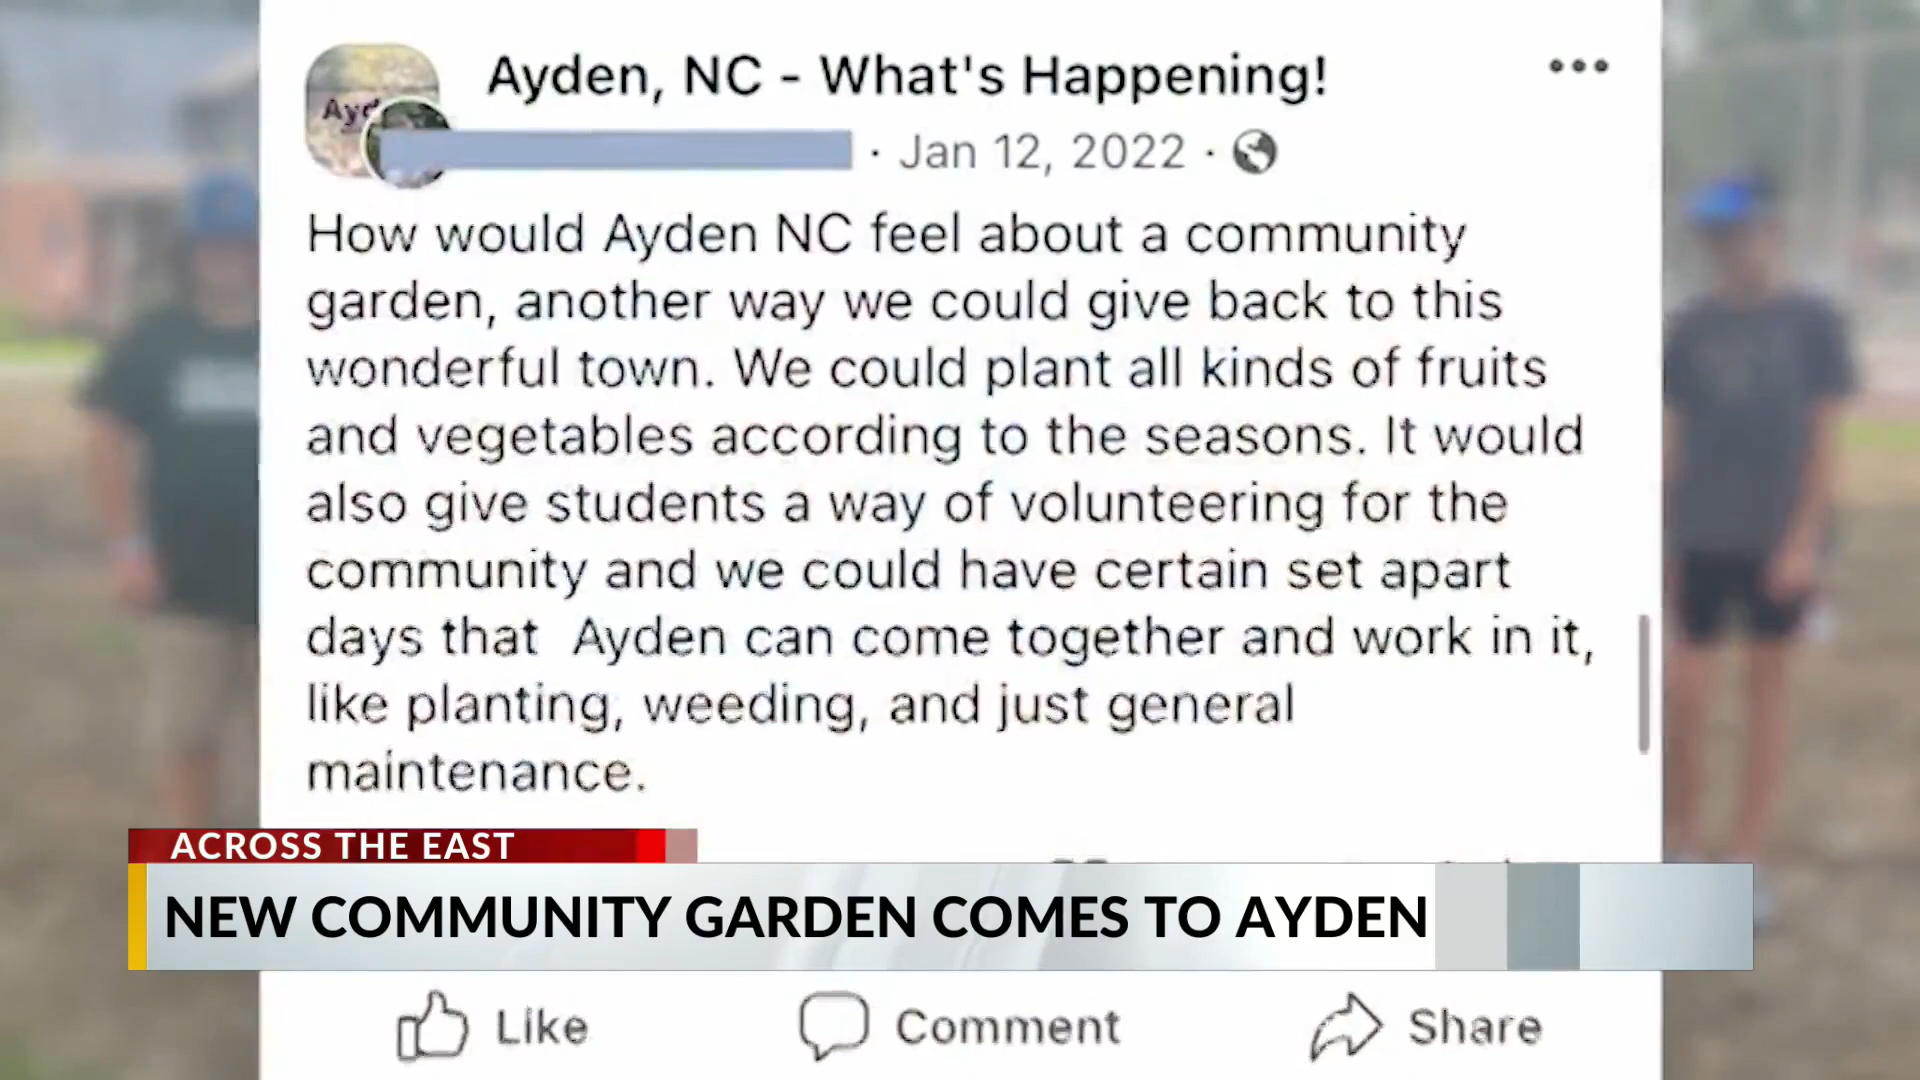 Ayden, NC - What's Happening!
Ayd
· Jan 12, 2022 ·
How would Ayden NC feel about a community
garden, another way we could give back to this
wonderful town. We could plant all kinds of fruits
and vegetables according to the seasons. It would
also give students a way of volunteering for the
community and we could have certain set apart
days that  Ayden can come together and work in it,
like planting, weeding, and just general
maintenance.
ACROSS THE EAST
NEW COMMUNITY GARDEN COMES TO AYDEN
Like
Comment
Share